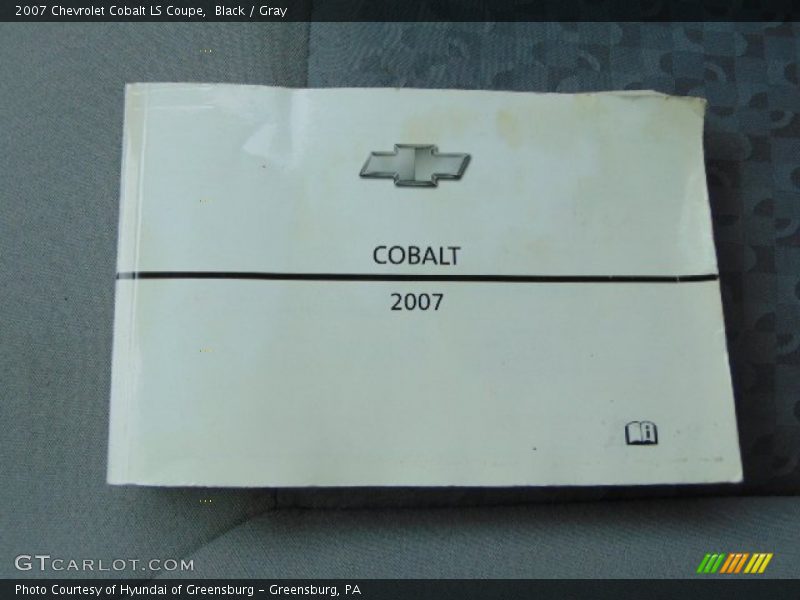 2007 Chevrolet Cobalt LS Coupe,  Black / Gray
COBALT
2007
i
GTCARLOT.COM
Photo Courtesy of Hyundai of Greensburg – Greensburg, PA